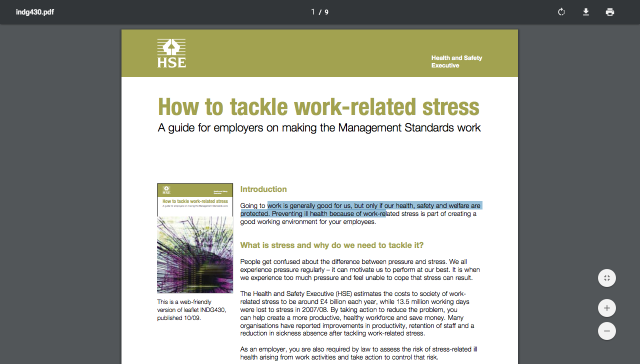 indg430.pdf
1 / 9
HSE
Health and Safety
Executive
How to tackle work-related stress
A guide for employers on making the Management Standards work
HSE
How to tackle work-related stress
Introduction
Going to work is generally good for us, but only if our health, safety and welfare are
protected. Preventing ill health because of work-related stress is part of creating a
good working environment for your employees.
What is stress and why do we need to tackle it?
People get confused about the difference between pressure and stress. We all
experience pressure regularly – it can motivate us to perform at our best. It is when
we experience too much pressure and feel unable to cope that stress can result.
This is a web-friendly
version of leaflet INDG430,
published 10/09.
The Health and Safety Executive (HSE) estimates the costs to society of work-
related stress to be around £4 billion each year, while 13.5 million working days
were lost to stress in 2007/08. By taking action to reduce the problem, you
can help create a more productive, healthy workforce and save money. Many
organisations have reported improvements in productivity, retention of staff and a
reduction in sickness absence after tackling work-related stress.
As an employer, you are also required by law to assess the risk of stress-related ill
health arising from work activities and take action to control that risk.